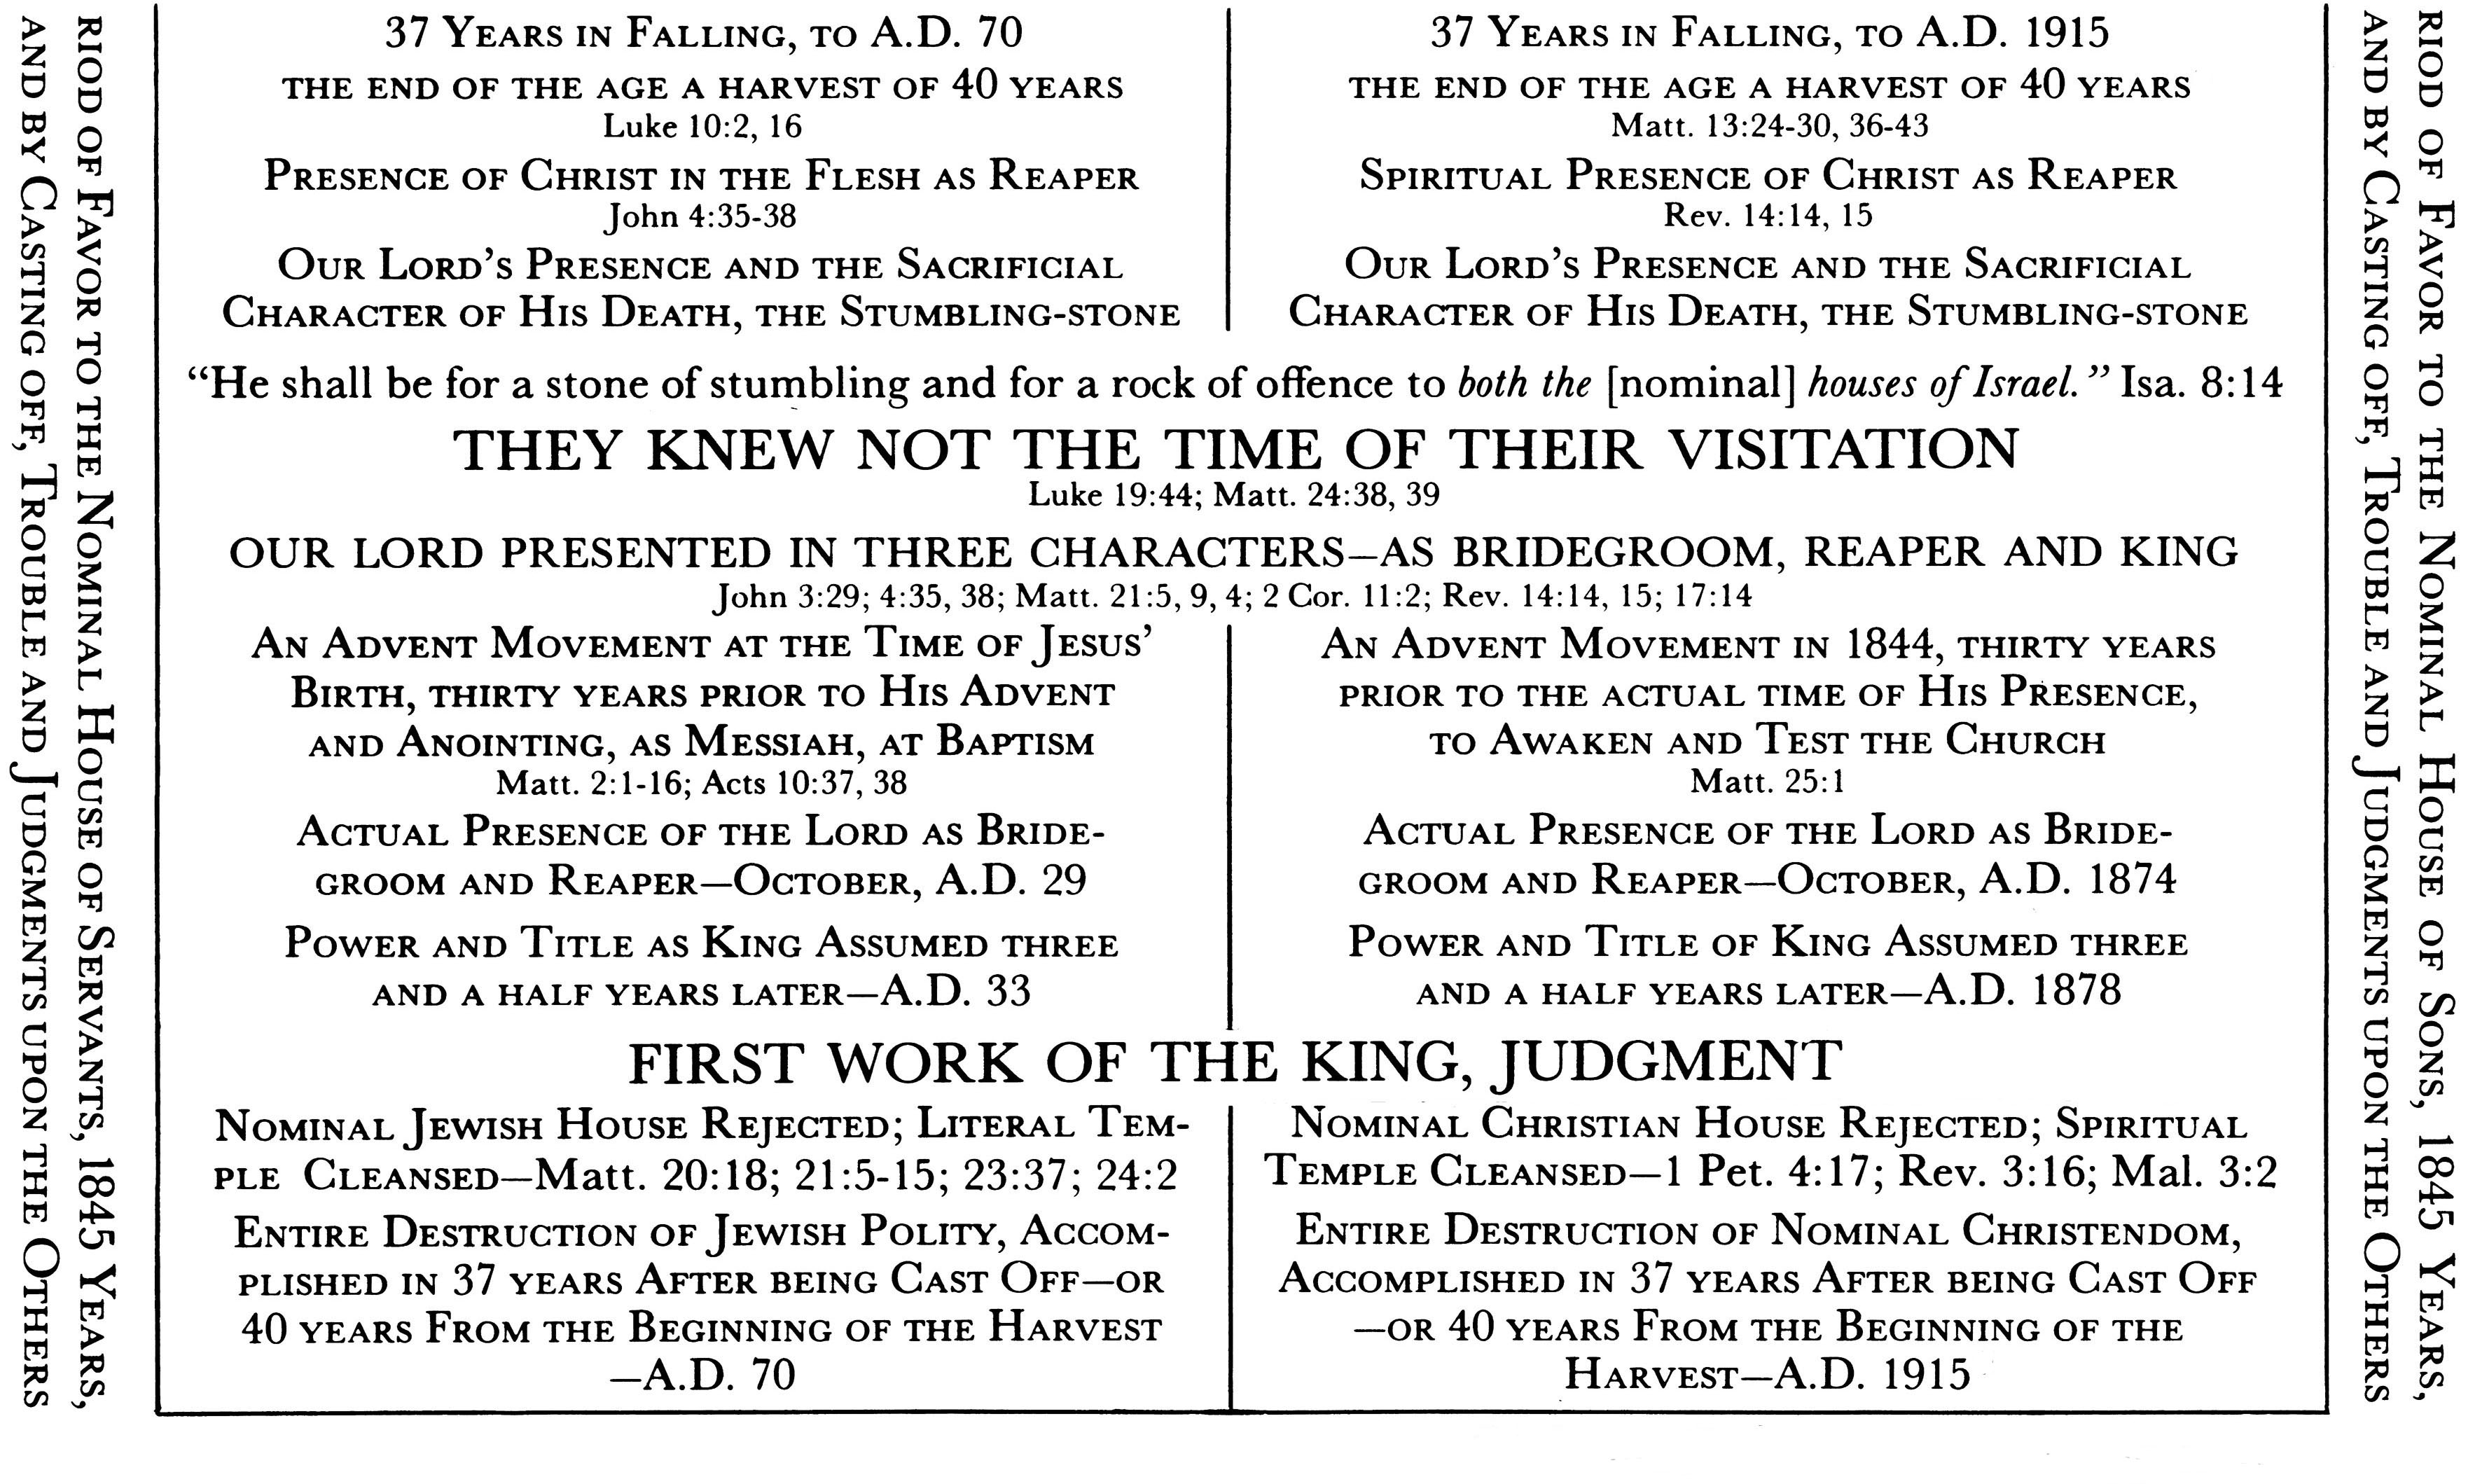 RIOD OF FAVOR TO THE NOMINAL HOUSE OF SERVANTS, 1845 YEARS,
AND BY CASTING OFF, TROUBLE AND JUDGMENTS UPON THE OTHERS
37 YEARS IN FALLING, TO A.D. 70
THE END OF THE AGE A HARVEST OF 40 YEARS
Luke 10:2, 16
PRESENCE OF CHRIST IN THE FLESH AS REAPER
John 4:35-38
OUR LORD'S PRESENCE AND THE SACRIFICIAL
CHARACTER OF HIS DEATH, THE STUMBLING-STONE
37 YEARS IN FALLING, TO A.D. 1915
THE END OF THE AGE A HARVEST OF 40 YEARS
Matt. 13:24-30, 36-43
SPIRITUAL PRESENCE OF CHRIST AS REAPER
Rev. 14:14, 15
OUR LORD'S PRESENCE AND THE SACRIFICIAL
CHARACTER OF HIS DEATH, THE STUMBLING-STONE
"He shall be for a stone of stumbling and for a rock of offence to both the [nominal] houses of Israel." Isa. 8:14
THEY KNEW NOT THE TIME OF THEIR VISITATION
Luke 19:44; Matt. 24:38, 39
OUR LORD PRESENTED IN THREE CHARACTERS—AS BRIDEGROOM, REAPER AND KING
John 3:29; 4:35, 38; Matt. 21:5, 9, 4; 2 Cor. 11:2; Rev. 14:14, 15; 17:14
AN ADVENT MOVEMENT AT THE TIME OF JESUS'
BIRTH, THIRTY YEARS PRIOR TO HIS ADVENT
AND ANOINTING, AS MESSIAH, AT BAPTISM
Matt. 2:1-16; Acts 10:37, 38
ACTUAL PRESENCE OF THE LORD AS BRIDE-
GROOM AND REAPER—OCTOBER, A.D. 29
POWER AND TITLE AS KING ASSUMED THREE
AND A HALF YEARS LATER—A.D. 33
AN ADVENT MOVEMENT IN 1844, THIRTY YEARS
PRIOR TO THE ACTUAL TIME OF HIS PRESENCE,
TO AWAKEN AND TEST THE CHURCH
Matt. 25:1
ACTUAL PRESENCE OF THE LORD AS BRIDE-
GROOM AND REAPER—OCTOBER, A.D. 1874
POWER AND TITLE OF KING ASSUMED THREE
AND A HALF YEARS LATER—A.D. 1878
FIRST WORK OF THE KING, JUDGMENT
NOMINAL JEWISH HOUSE REJECTED; LITERAL TEM-
PLE CLEANSED—Matt. 20:18; 21:5-15; 23:37; 24:2
ENTIRE DESTRUCTION OF JEWISH POLITY, ACCOM-
PLISHED IN 37 YEARS AFTER BEING CAST OFF—OR
40 YEARS FROM THE BEGINNING OF THE HARVEST
—A.D. 70
NOMINAL CHRISTIAN HOUSE REJECTED; SPIRITUAL
TEMPLE CLEANSED—1 Pet. 4:17; Rev. 3:16; Mal. 3:2
ENTIRE DESTRUCTION OF NOMINAL CHRISTENDOM,
ACCOMPLISHED IN 37 YEARS AFTER BEING CAST OFF
—OR 40 YEARS FROM THE BEGINNING OF THE
HARVEST—A.D. 1915
RIOD OF FAVOR TO THE NOMINAL HOUSE OF SONS, 1845 YEARS,
AND BY CASTING OFF, TROUBLE AND JUDGMENTS UPON THE OTHERS